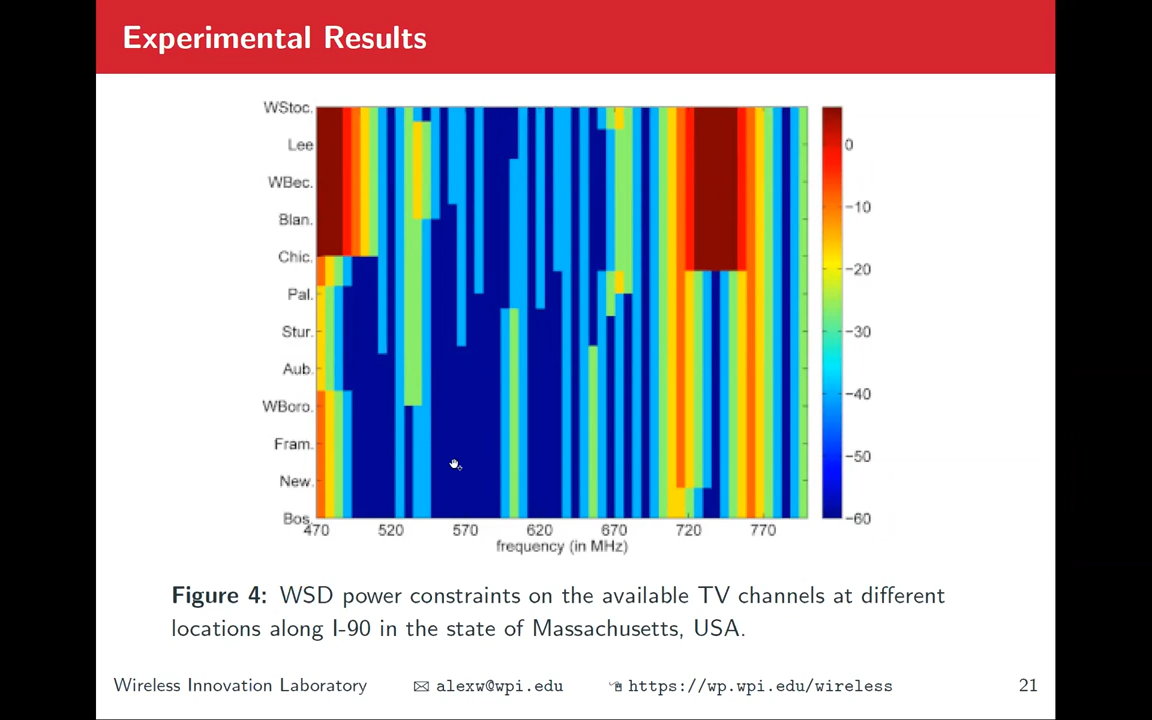 Experimental Results
WStoc.
Lee
WBec.
Blan.
Chic.
Pal.
Stur.
Aub.
WBoro.
Fram.
New.
Bos.
470 520 570 620 670 720 770
frequency (in MHz)
0
−10
−20
−30
−40
−50
−60
Figure 4: WSD power constraints on the available TV channels at different
locations along I-90 in the state of Massachusetts, USA.
Wireless Innovation Laboratory alexw@wpi.edu https://wp.wpi.edu/wireless 21